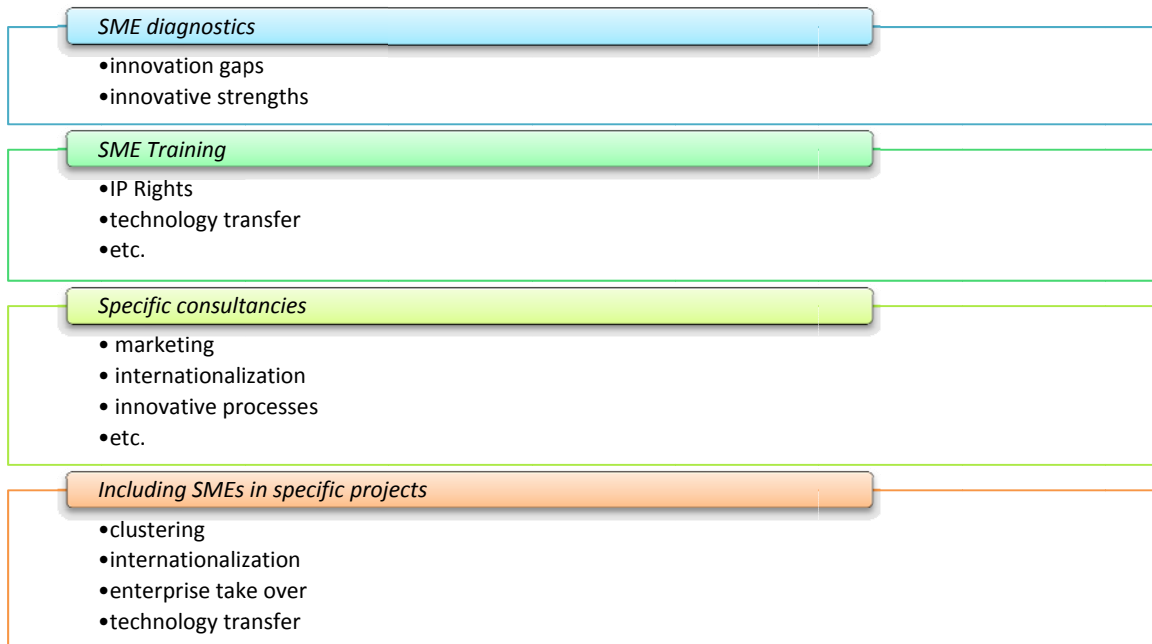 SME diagnostics
•innovation gaps
•innovative strengths
SME Training
•IP Rights
•technology transfer
•etc.
Specific consultancies
• marketing
• internationalization
• innovative processes
•etc.
Including SMEs in specific projects
•clustering
•internationalization
•enterprise take over
•technology transfer